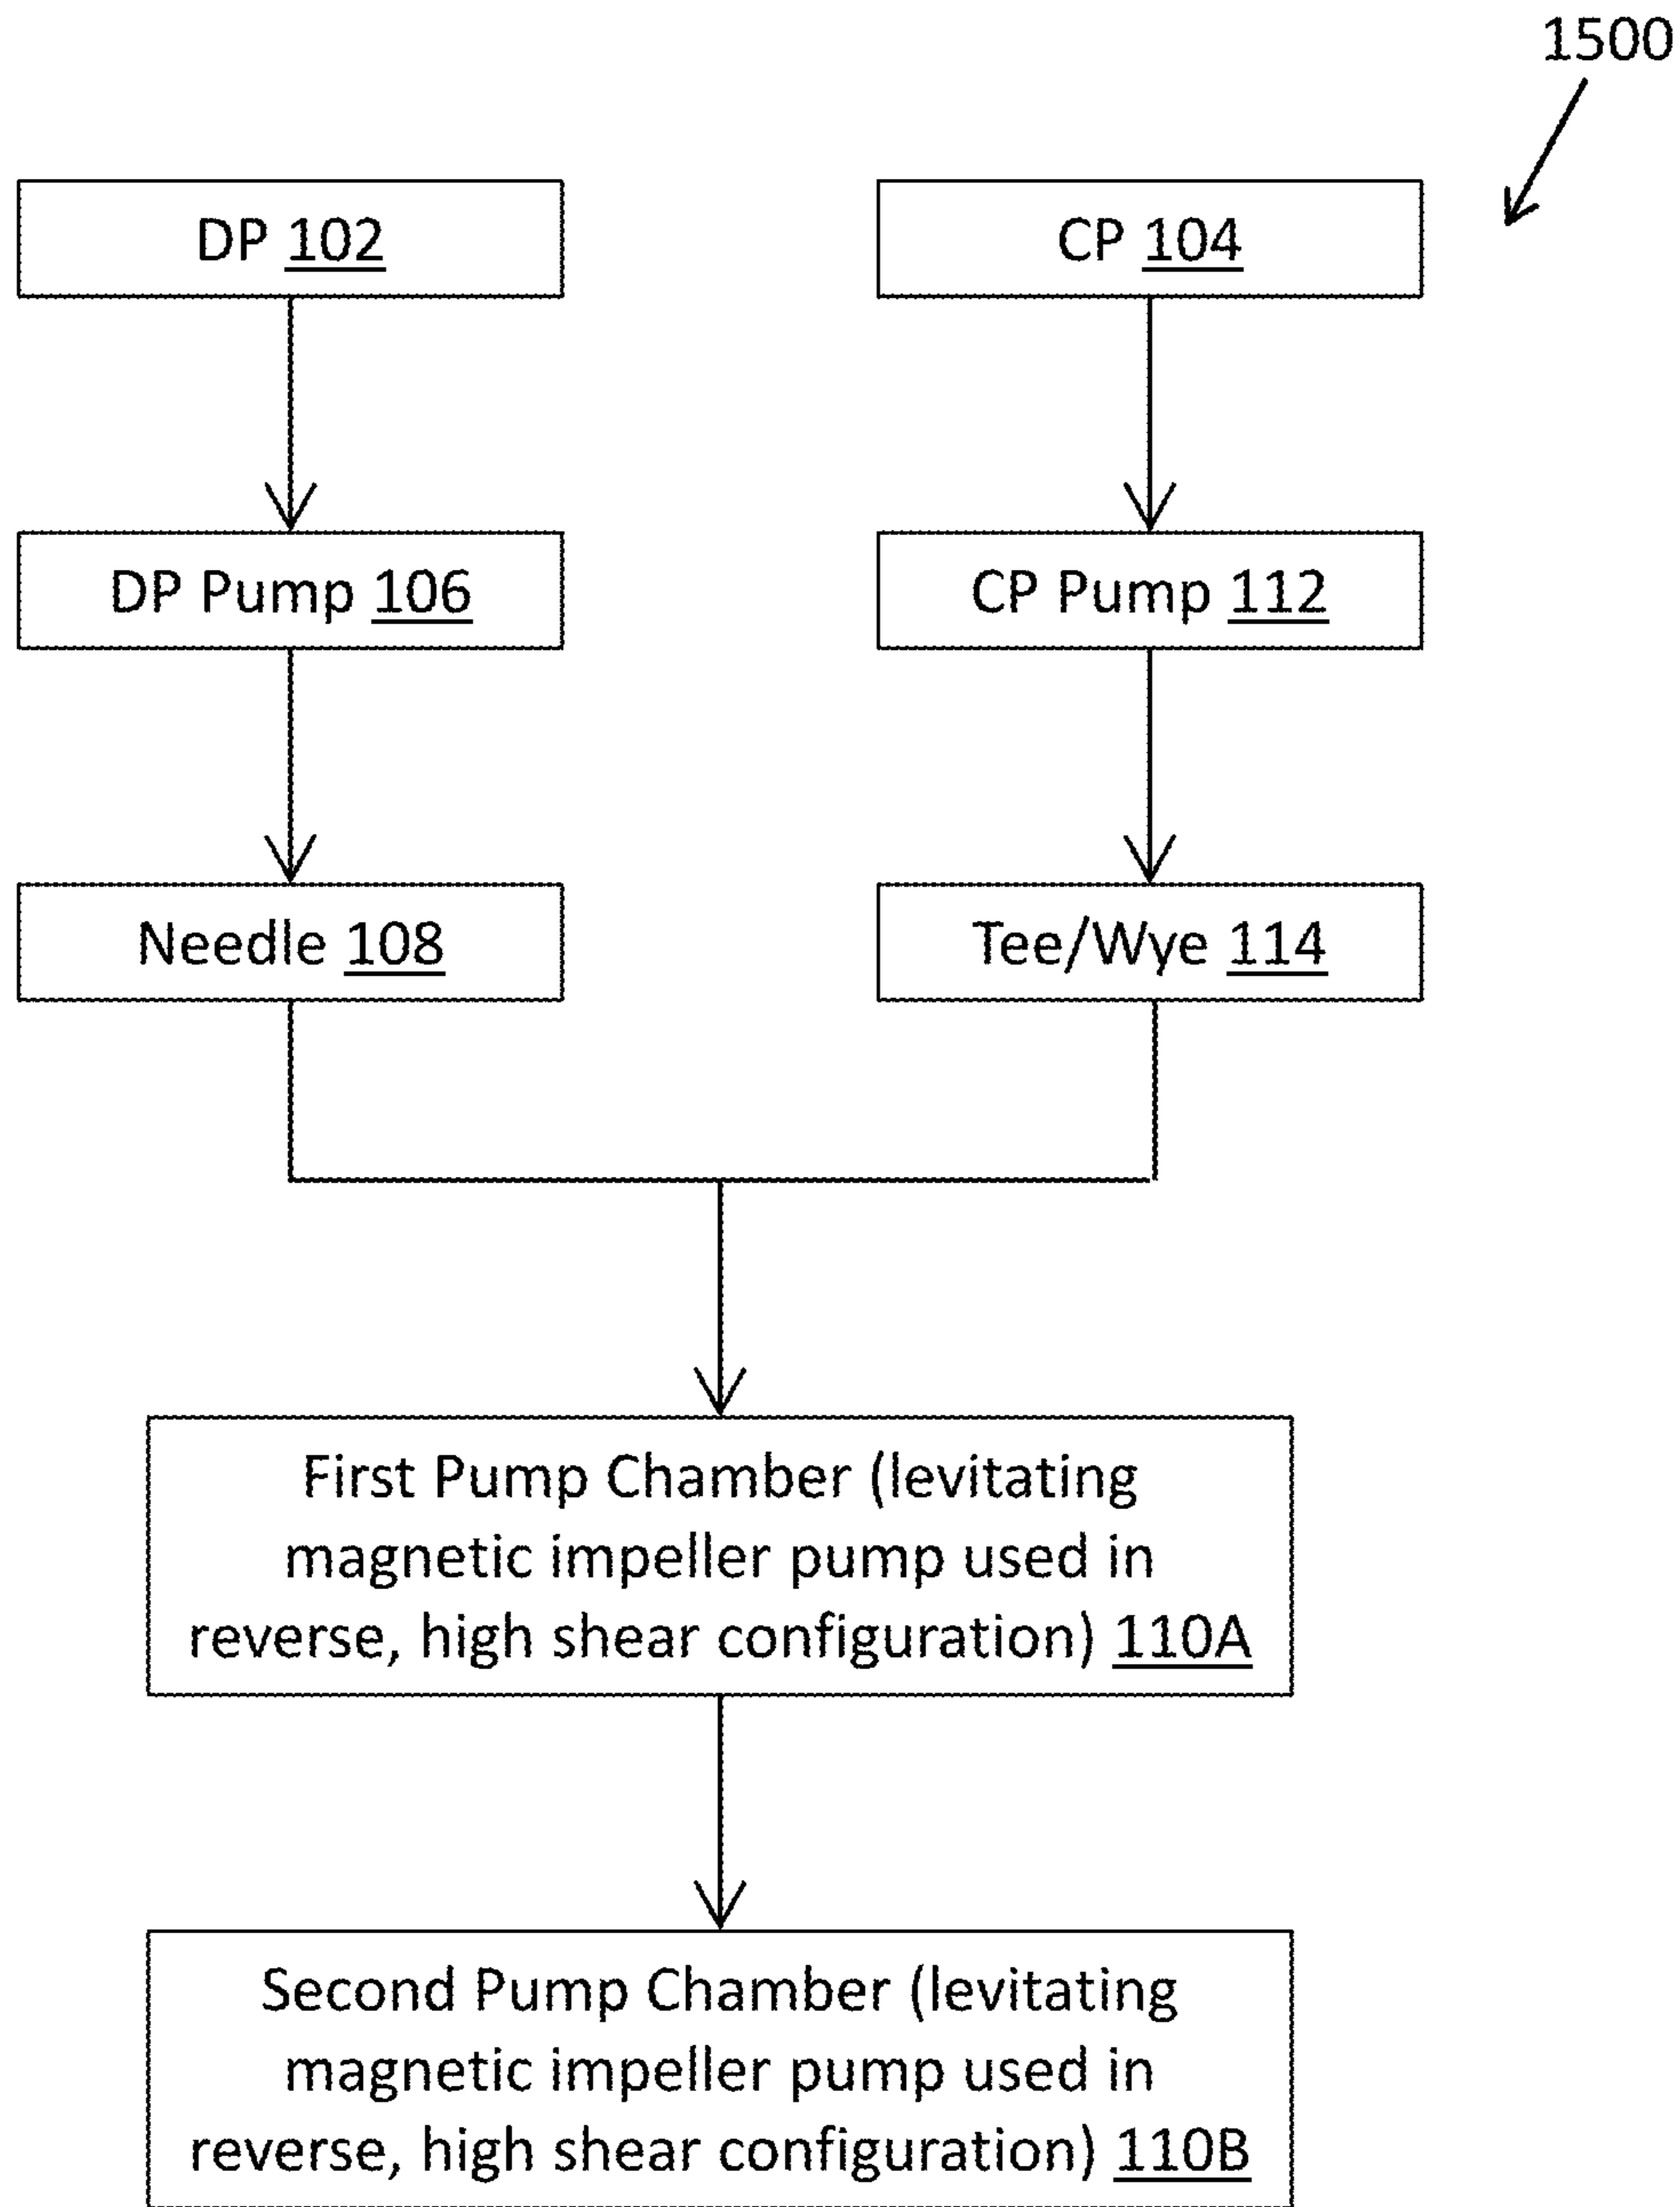 1500
DP 102
CP 104
DP Pump 106
CP Pump 112
Needle 108
Tee/Wye 114
First Pump Chamber (levitating
magnetic impeller pump used in
reverse, high shear configuration) 110A
Second Pump Chamber (levitating
magnetic impeller pump used in
reverse, high shear configuration) 110B